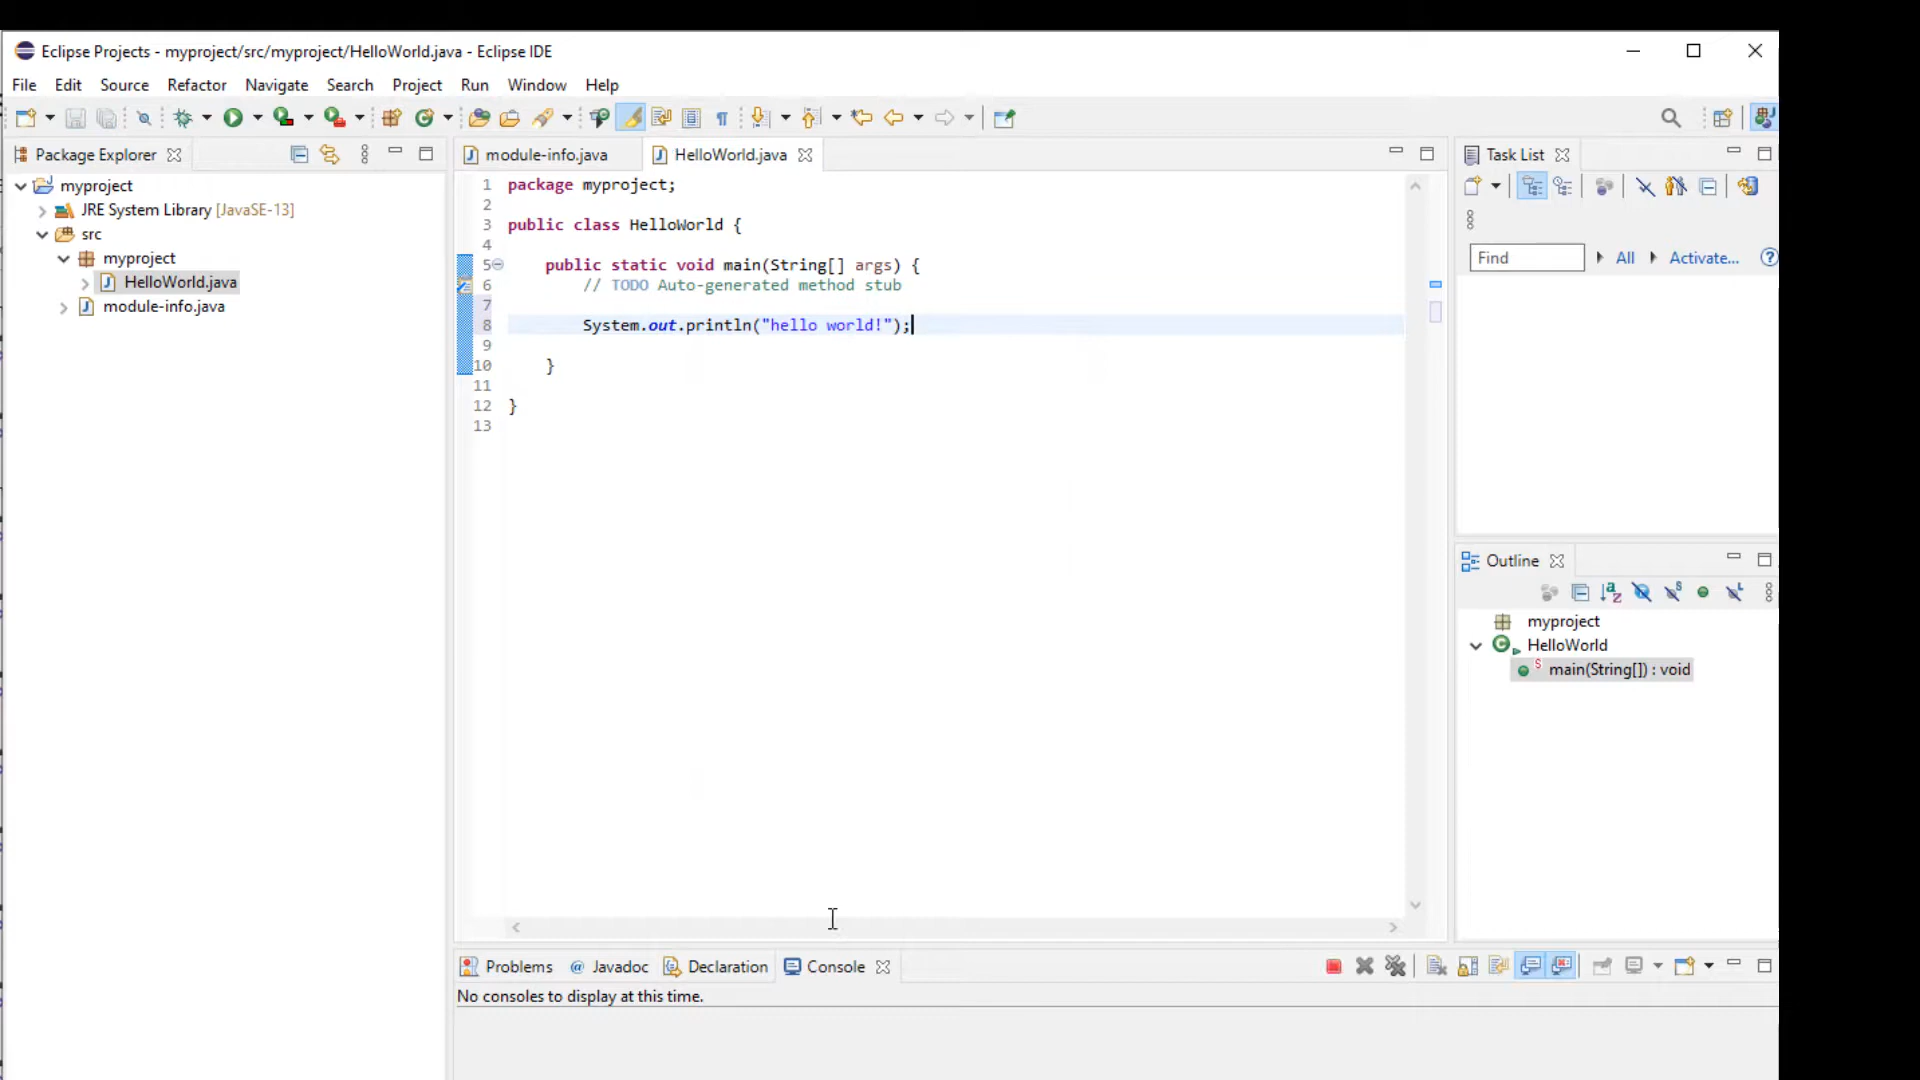 Eclipse Projects - myproject/src/myproject/HelloWorld.java - Eclipse IDE
File Edit Source Refactor Navigate Search Project Run Window Help
Package Explorer
module-info.java
HelloWorld.java
Task List
myproject
JRE System Library [JavaSE-13]
src
myproject
HelloWorld.java
module-info.java
1 package myproject;
2
3 public class HelloWorld {
4
5 public static void main(String[] args) {
6 // TODO Auto-generated method stub
7
8 System.out.println("hello world!");
9
10 }
11
12 }
13
Find All Activate...
Outline
myproject
HelloWorld
main(String[]) : void
Problems Javadoc Declaration Console
No consoles to display at this time.